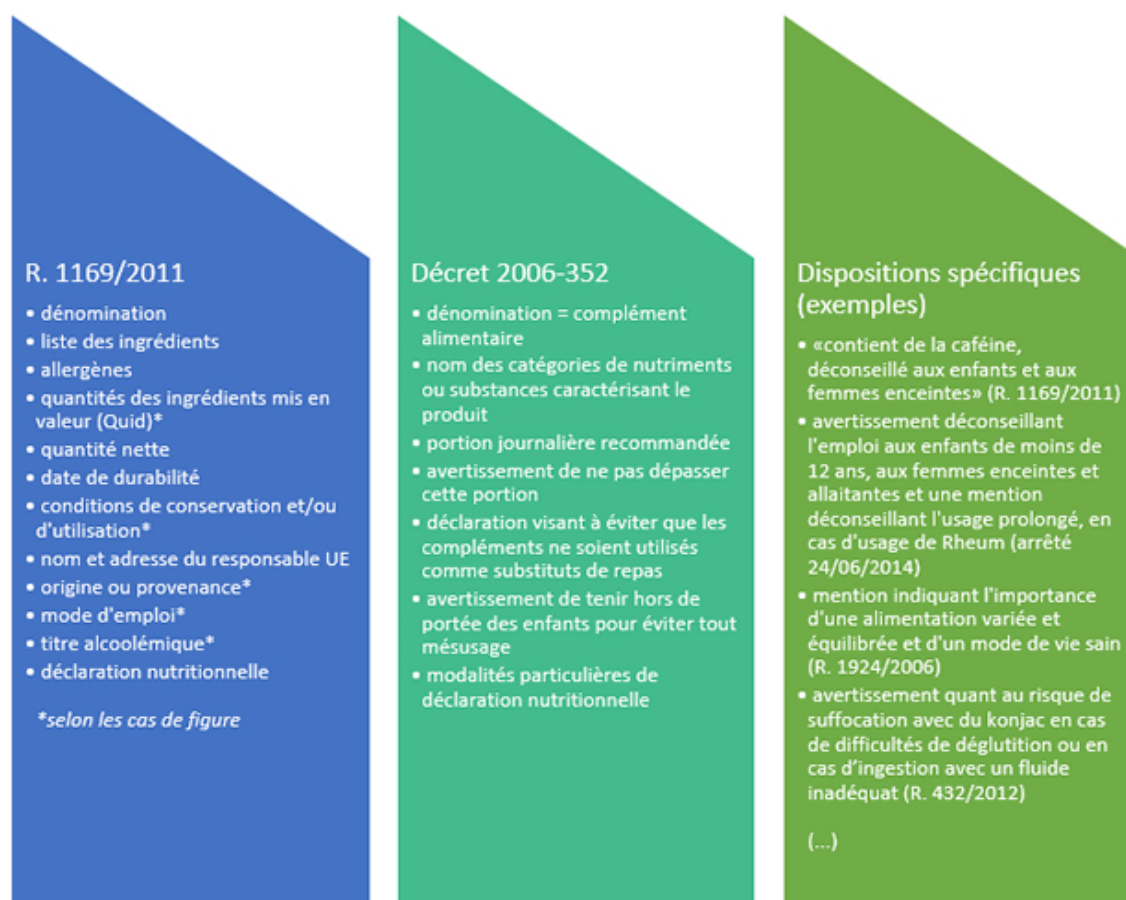 R. 1169/2011
• dénomination
• liste des ingrédients
• allergènes
• quantités des ingrédients mis en
valeur (Quid)*
• quantité nette
• date de durabilité
• conditions de conservation et/ou
d'utilisation*
• nom et adresse du responsable UE
• origine ou provenance*
• mode d'emploi*
• titre alcoolémique*
• déclaration nutritionnelle
*selon les cas de figure
Décret 2006-352
• dénomination = complément
alimentaire
• nom des catégories de nutriments
ou substances caractérisant le
produit
• portion journalière recommandée
• avertissement de ne pas dépasser
cette portion
• déclaration visant à éviter que les
compléments ne soient utilisés
comme substituts de repas
• avertissement de tenir hors de
portée des enfants pour éviter tout
mésusage
• modalités particulières de
déclaration nutritionnelle
Dispositions spécifiques
(exemples)
• «contient de la caféine,
déconseillé aux enfants et aux
femmes enceintes» (R. 1169/2011)
• avertissement déconseillant
l'emploi aux enfants de moins de
12 ans, aux femmes enceintes et
allaitantes et une mention
déconseillant l'usage prolongé, en
cas d'usage de Rheum (arrêté
24/06/2014)
• mention indiquant l'importance
d'une alimentation variée et
équilibrée et d'un mode de vie sain
(R. 1924/2006)
• avertissement quant au risque de
suffocation avec du konjac en cas
de difficultés de déglutition ou en
cas d’ingestion avec un fluide
inadéquat (R. 432/2012)
(...)